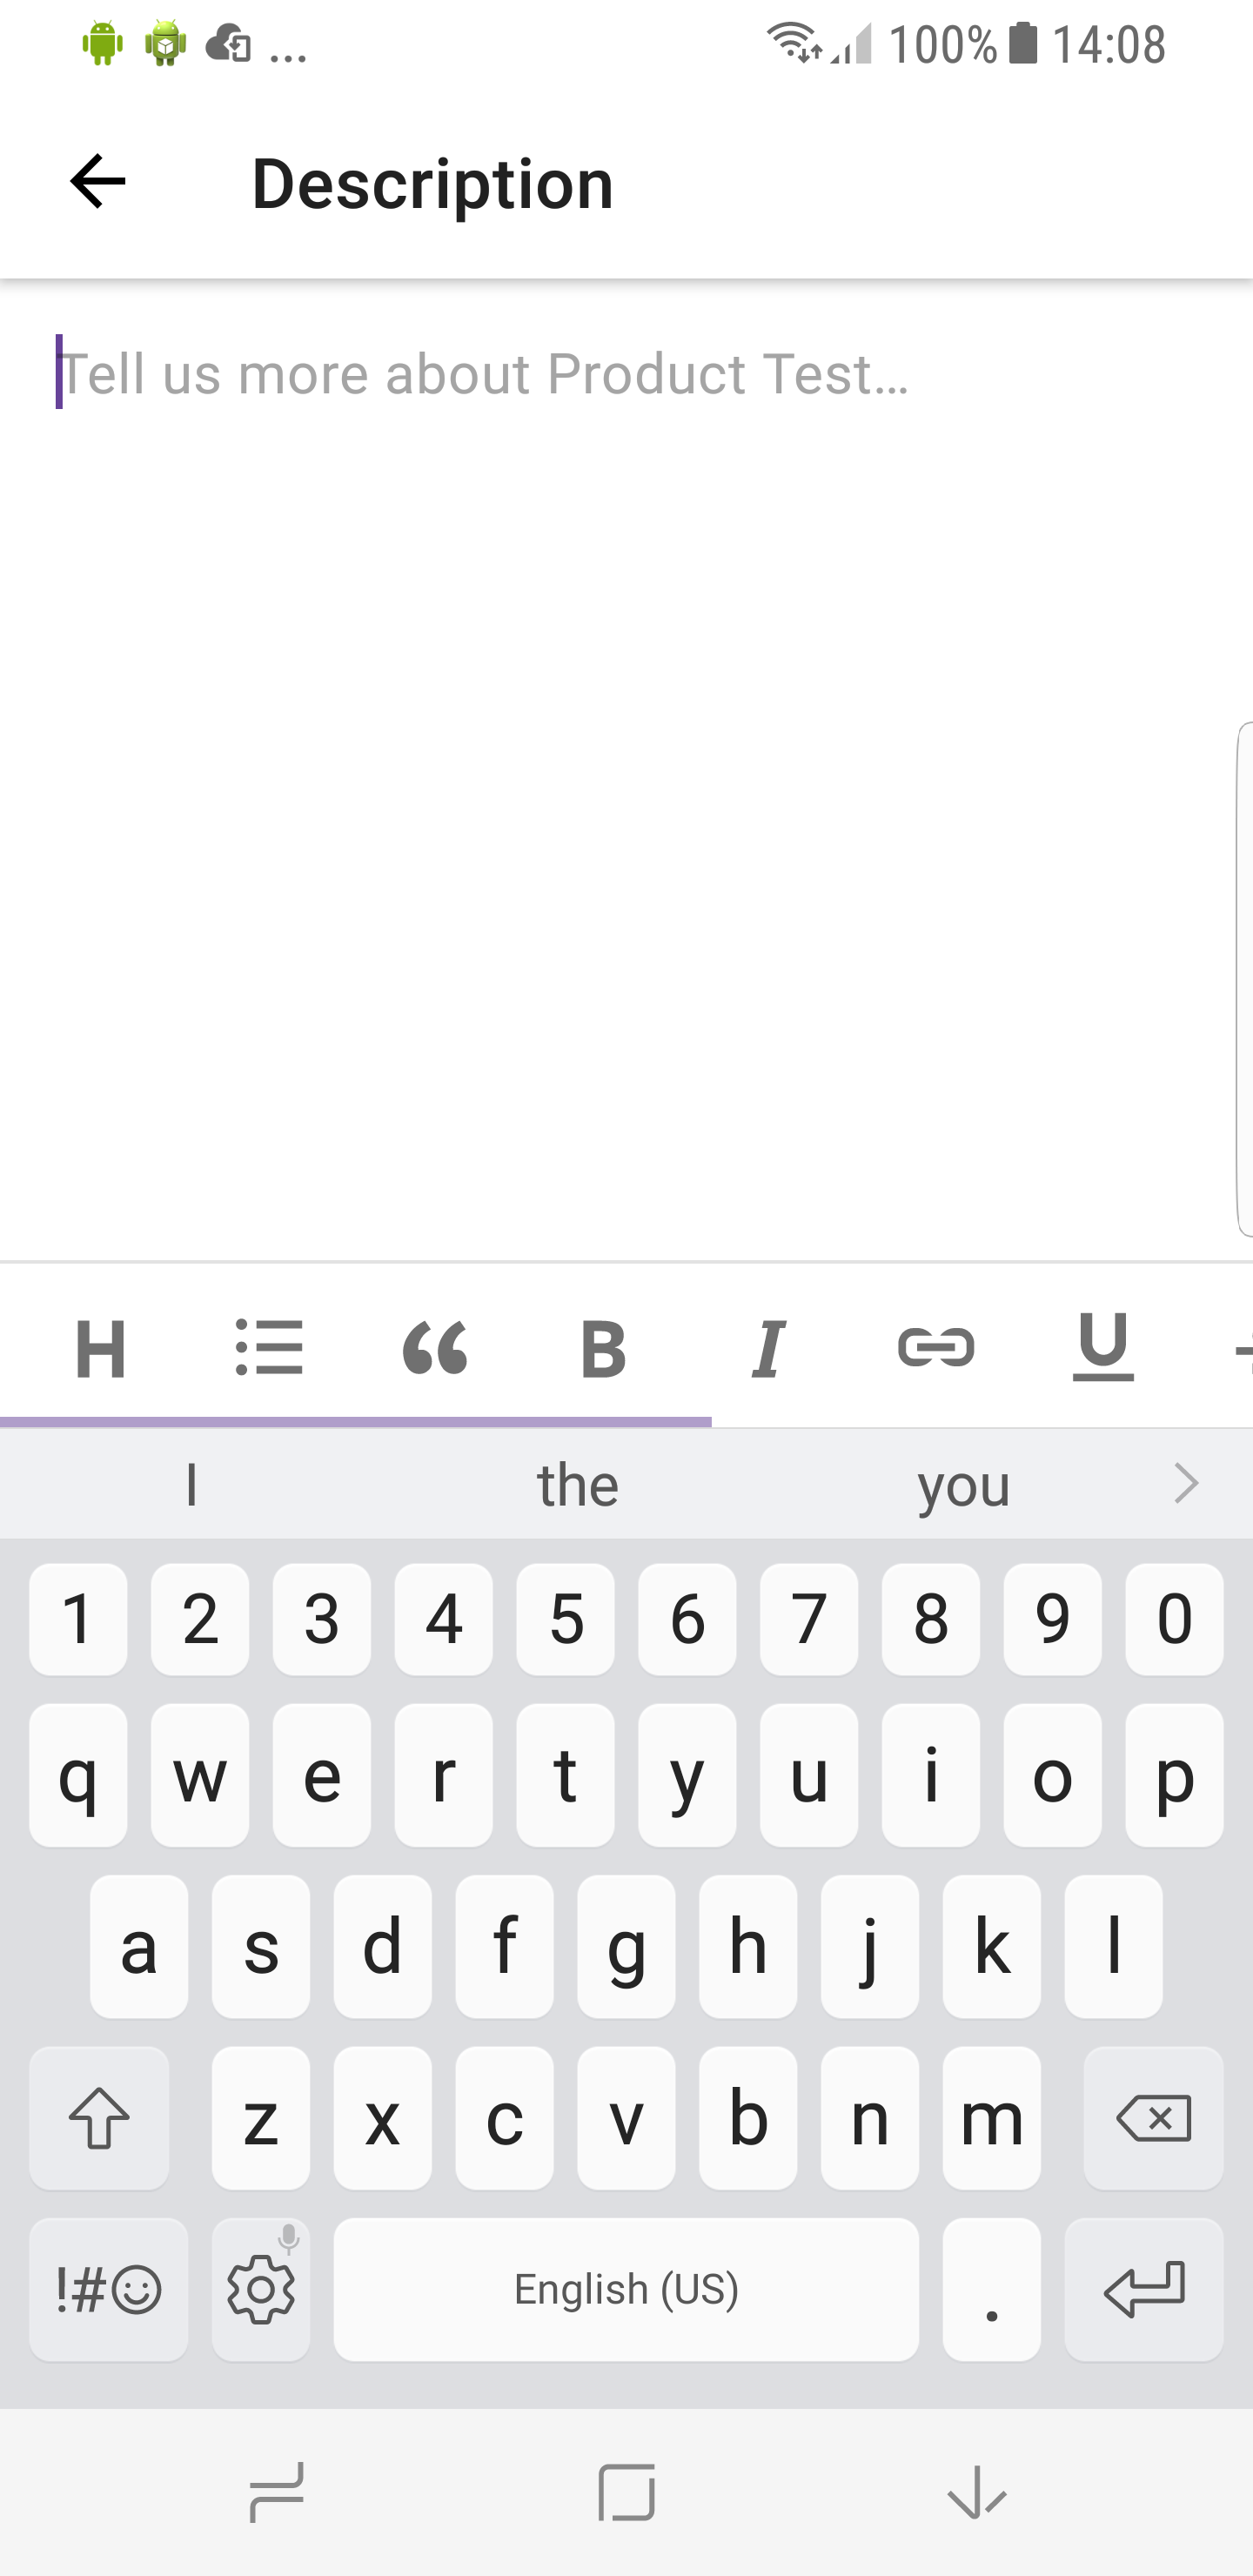 ... 100% 14:08
Description
Tell us more about Product Test...
H B I U
I the you
1 2 3 4 5 6 7 8 9 0
q w e r t y u i o p
a s d f g h j k l
z x c v b n m
!#☺ English (US) .